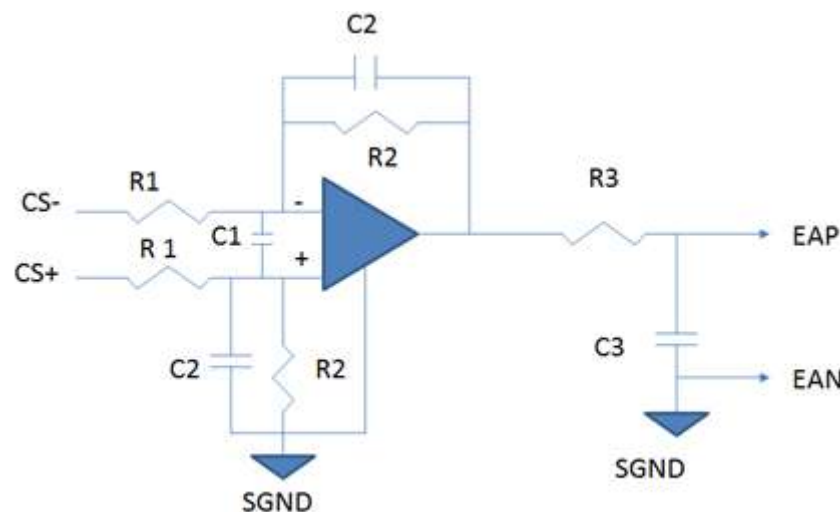 C2
R2
R1
CS-
-
C1
R3
EAP
R 1
CS+
+
C2
R2
C3
EAN
SGND
SGND